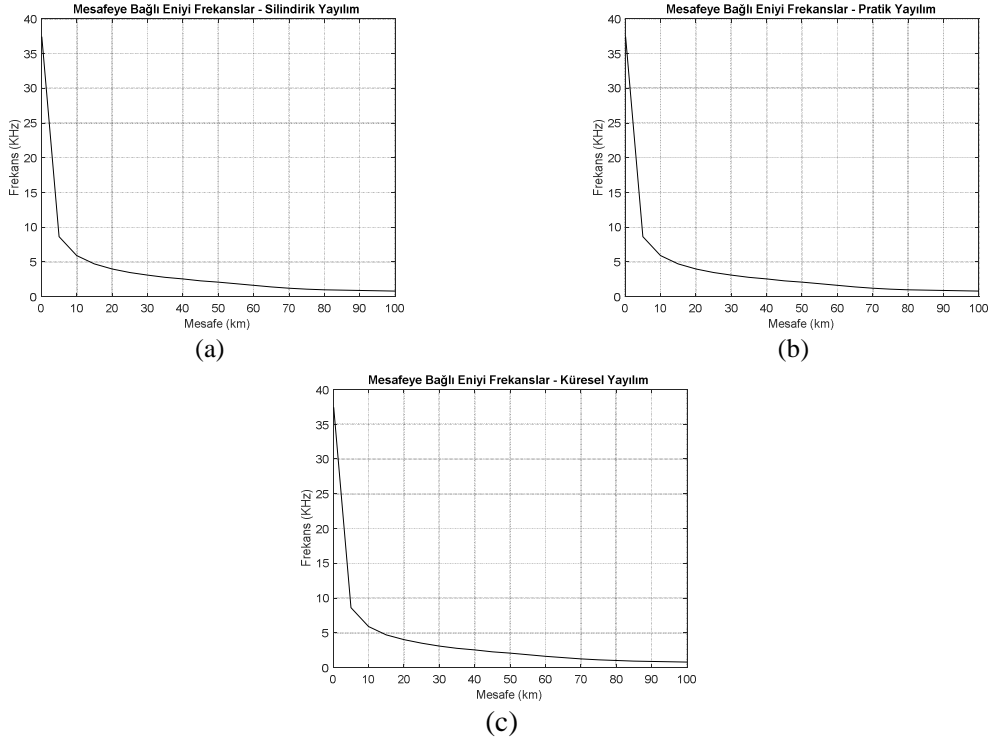 Mesafeye Bağlı Eniyi Frekanslar - Silindirik Yayılım
40
35
30
25
20
15
10
5
0
Frekans (KHz)
0 10 20 30 40 50 60 70 80 90 100
Mesafe (km)
(a)
Mesafeye Bağlı Eniyi Frekanslar - Pratik Yayılım
40
35
30
25
20
15
10
5
0
Frekans (KHz)
0 10 20 30 40 50 60 70 80 90 100
Mesafe (km)
(b)
Mesafeye Bağlı Eniyi Frekanslar - Küresel Yayılım
40
35
30
25
20
15
10
5
0
Frekans (KHz)
0 10 20 30 40 50 60 70 80 90 100
Mesafe (km)
(c)